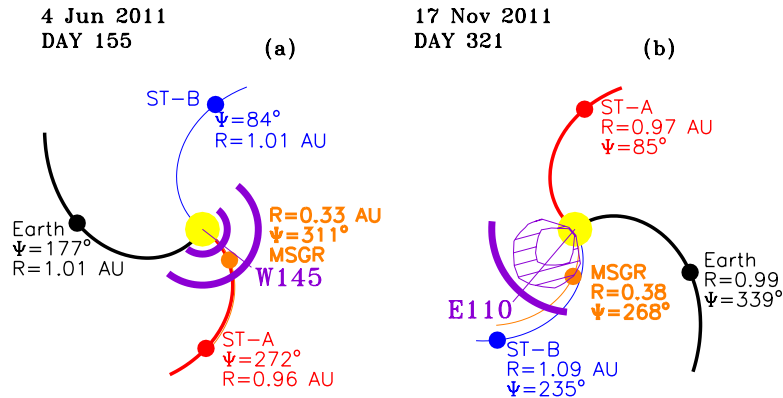 4 Jun 2011
DAY 155
(a)
ST-B
Ψ=84°
R=1.01 AU
Earth
Ψ=177°
R=1.01 AU
R=0.33 AU
Ψ=311°
MSGR
W145
ST-A
Ψ=272°
R=0.96 AU
17 Nov 2011
DAY 321
(b)
ST-A
R=0.97 AU
Ψ=85°
Earth
R=0.99
Ψ=339°
MSGR
R=0.38
Ψ=268°
E110
ST-B
R=1.09 AU
Ψ=235°